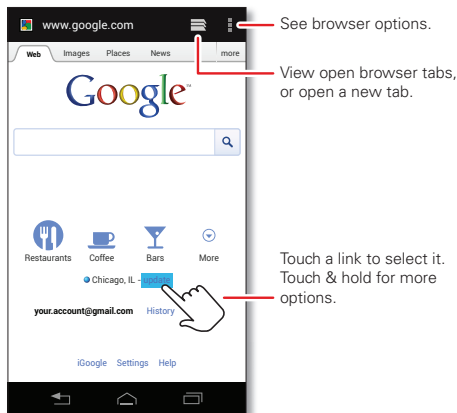 www.google.com
See browser options.
Web Images Places News more
View open browser tabs,
or open a new tab.
Google
Restaurants Coffee Bars More
Chicago, IL - update
Touch a link to select it.
Touch & hold for more
options.
your.account@gmail.com History
iGoogle Settings Help